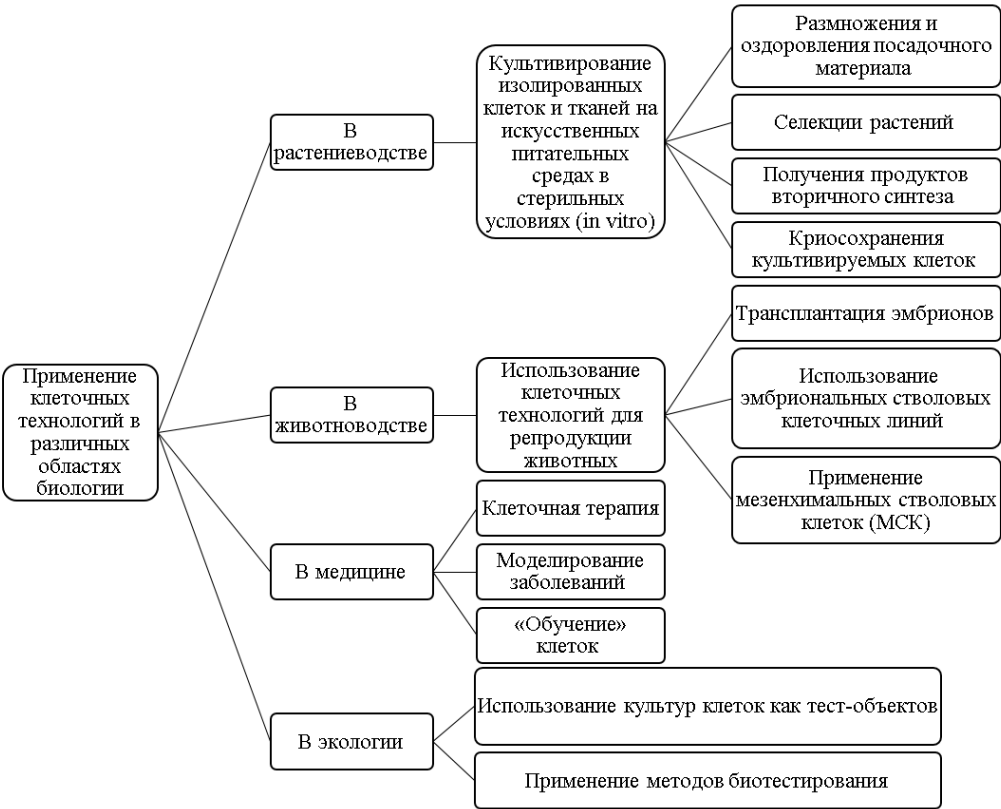 Применение
клеточных
технологий в
различных
областях
биологии
В
растениеводстве
Культивирование
изолированных
клеток и тканей на
искусственных
питательных
средах в
стерильных
условиях (in vitro)
Размножения и
оздоровления посадочного
материала
Селекции растений
Получения продуктов
вторичного синтеза
Криосохранения
культивируемых клеток
В
животноводстве
Использование
клеточных
технологий для
репродукции
животных
Трансплантация эмбрионов
Использование
эмбриональных стволовых
клеточных линий
Применение
мезенхимальных стволовых
клеток (МСК)
В медицине
Клеточная терапия
Моделирование
заболеваний
«Обучение»
клеток
В экологии
Использование культур клеток как тест-объектов
Применение методов биотестирования